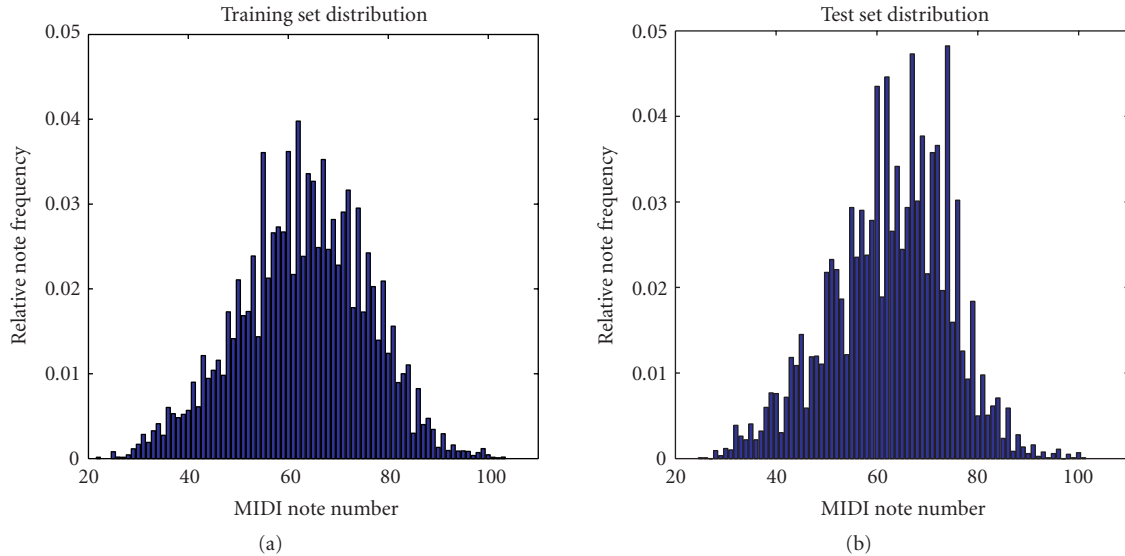 Training set distribution
0.05
0.04
0.03
0.02
0.01
0
Relative note frequency
20
40
60
80
100
MIDI note number
(a)
Test set distribution
0.05
0.04
0.03
0.02
0.01
0
Relative note frequency
20
40
60
80
100
MIDI note number
(b)